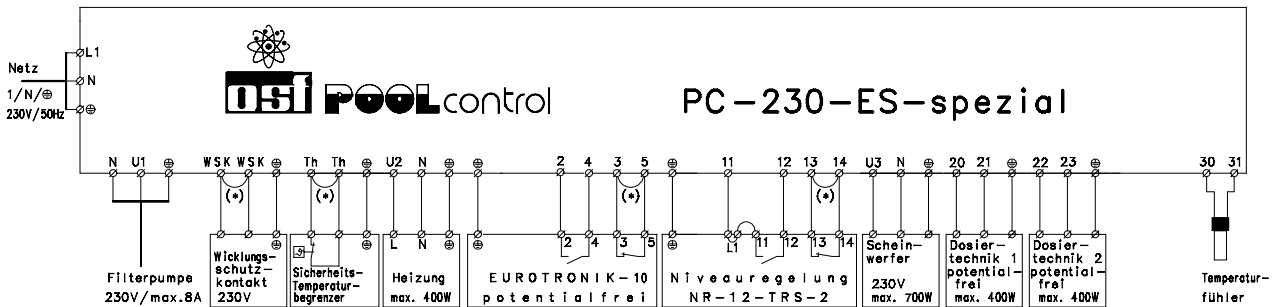 osf POOL control PC-230-ES-spezial
L1
Netz
N
1/N/⏚
230V/50Hz
⏚
N U1 ⏚ WSK WSK ⏚ Th Th ⏚ U2 N ⏚ ⏚ 2 4 3 5 ⏚ 11 12 13 14 U3 N ⏚ 20 21 ⏚ 22 23 ⏚ 30 31
(*) (*) (*) (*)
Filterpumpe
230V/max.8A
⏚
Wicklungs-
schutz-
kontakt
230V
⏚
Sicherheits-
Temperatur-
begrenzer
L N ⏚
Heizung
max. 400W
⏚ 2 4 3 5
EUROTRONIK-10
potentialfrei
⏚ L1 11 12 13 14
Niveauregelung
NR-12-TRS-2
Schein-
werfer
230V
max. 700W
Dosier-
technik 1
potential-
frei
max. 400W
Dosier-
technik 2
potential-
frei
max. 400W
Temperatur-
fühler